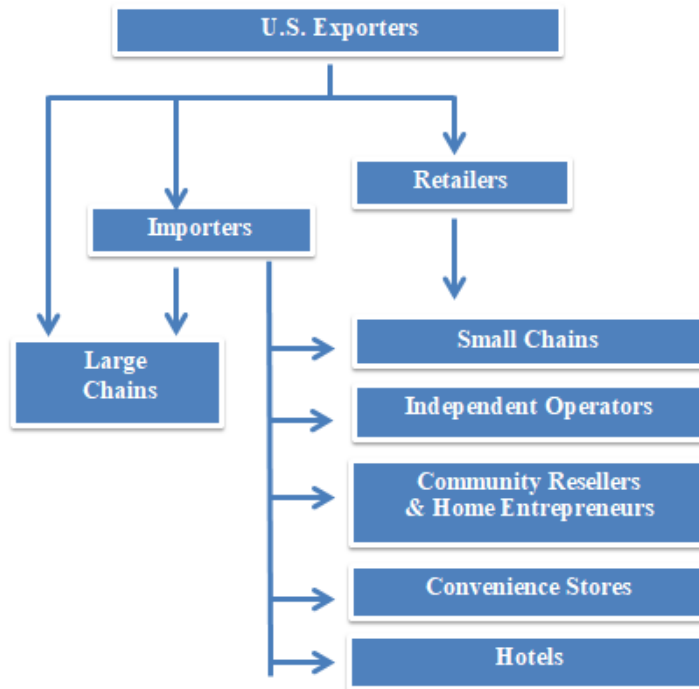 U.S. Exporters
Retailers
Importers
Small Chains
Large
Chains
Independent Operators
Community Resellers
& Home Entrepreneurs
Convenience Stores
Hotels